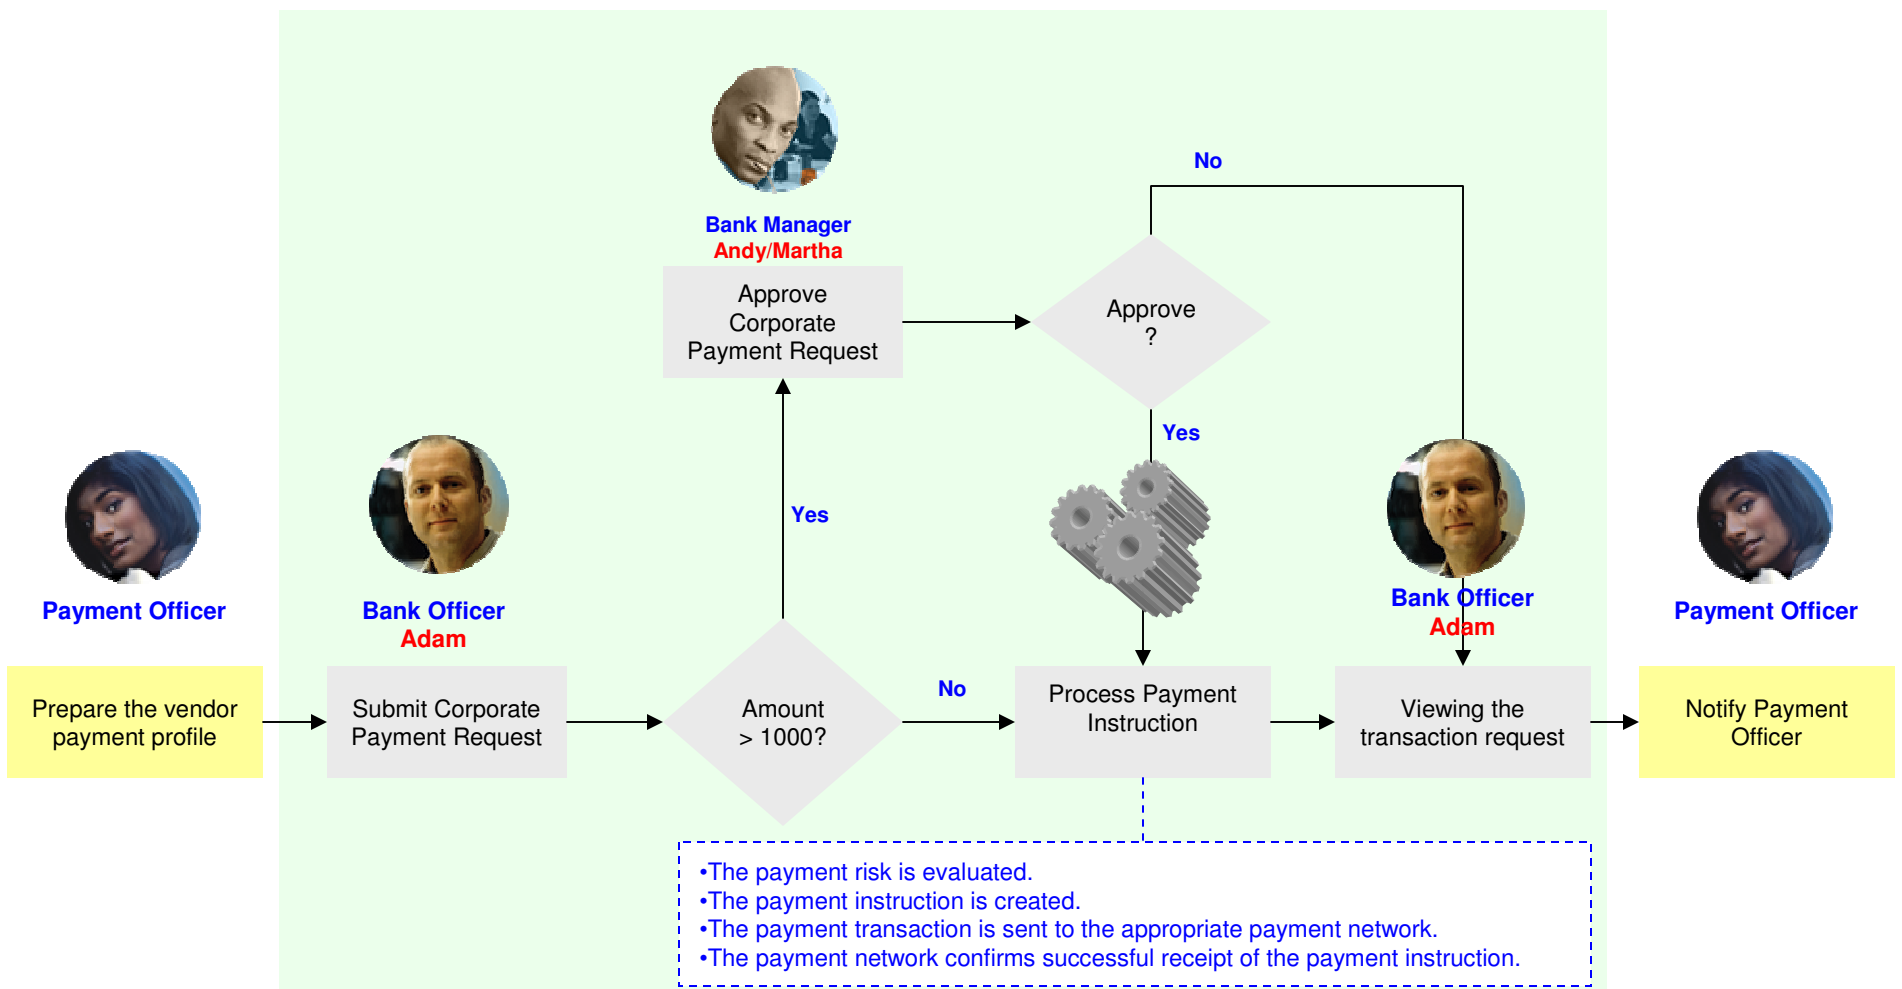 No
Bank Manager
Andy/Martha
Approve
Corporate
Payment Request
Approve
?
Yes
Yes
Payment Officer
Bank Officer
Adam
Bank Officer
Adam
Payment Officer
Prepare the vendor
payment profile
Submit Corporate
Payment Request
Amount
> 1000?
No
Process Payment
Instruction
Viewing the
transaction request
Notify Payment
Officer
•The payment risk is evaluated.
•The payment instruction is created.
•The payment transaction is sent to the appropriate payment network.
•The payment network confirms successful receipt of the payment instruction.